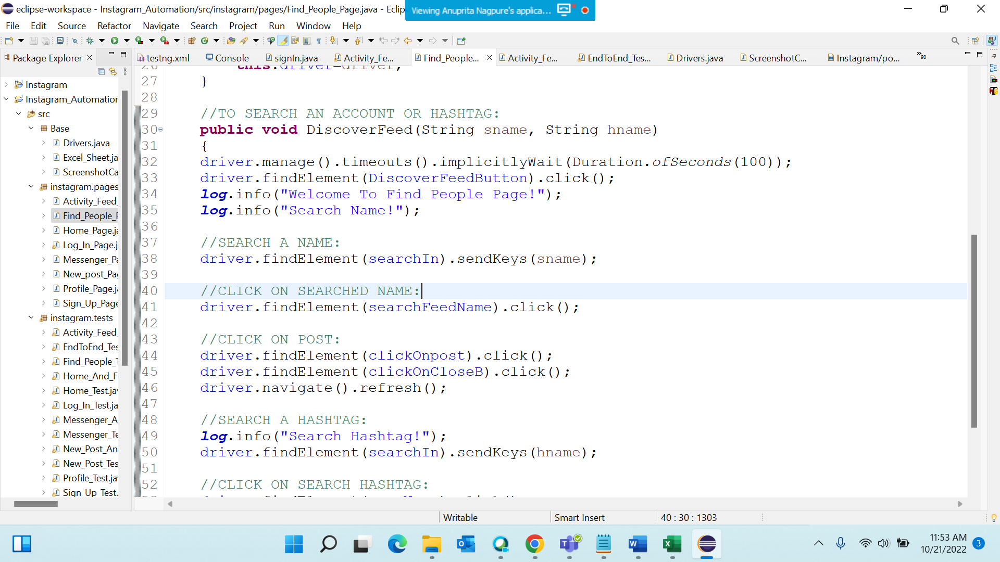 eclipse-workspace - Instagram_Automation/src/instagram/pages/Find_People_Page.java - Eclip
Viewing Anuprita Nagpure's applica...
File Edit Source Refactor Navigate Search Project Run Window Help
Package Explorer
testng.xml Console signIn.java Activity_Fe... Find_People... Activity_Fe... EndToEnd_Tes... Drivers.java ScreenshotC... Instagram/po... 90
Instagram
Instagram_Automation
src
Base
Drivers.java
Excel_Sheet.ja
ScreenshotCa
instagram.pages
Activity_Feed_
Find_People_P
Home_Page.ja
Log_In_Page.j
Messenger_Pa
New_post_Pa
Profile_Page.j
Sign_Up_Page
instagram.tests
Activity_Feed_
EndToEnd_Tes
Find_People_T
Home_And_F
Home_Test.jav
Log_In_Test.ja
Messenger_A
Messenger_Te
New_Post_An
New_Post_Tes
Profile_Test.ja
Sign_Up_Test.
26 this.driver=driver;
27 }
28
29 //TO SEARCH AN ACCOUNT OR HASHTAG:
30 public void DiscoverFeed(String sname, String hname)
31 {
32 driver.manage().timeouts().implicitlyWait(Duration.ofSeconds(100));
33 driver.findElement(DiscoverFeedButton).click();
34 log.info("Welcome To Find People Page!");
35 log.info("Search Name!");
36
37 //SEARCH A NAME:
38 driver.findElement(searchIn).sendKeys(sname);
39
40 //CLICK ON SEARCHED NAME:
41 driver.findElement(searchFeedName).click();
42
43 //CLICK ON POST:
44 driver.findElement(clickOnpost).click();
45 driver.findElement(clickOnCloseB).click();
46 driver.navigate().refresh();
47
48 //SEARCH A HASHTAG:
49 log.info("Search Hashtag!");
50 driver.findElement(searchIn).sendKeys(hname);
51
52 //CLICK ON SEARCH HASHTAG:
Writable Smart Insert 40 : 30 : 1303
11:53 AM
10/21/2022 3